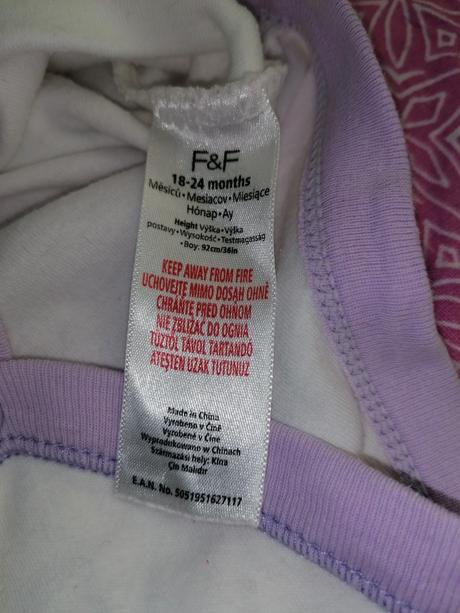 F&F
18-24 months
Měsíců • Mesiacov • Miesiące
Hónap • Ay
Height Výška • Výška
postavy • Wysokość • Testmagasság
• Boy: 92cm/36in
KEEP AWAY FROM FIRE
UCHOVEJTE MIMO DOSAH OHNĚ
CHRÁŇTE PRED OHŇOM
NIE ZBLIŻAĆ DO OGNIA
TŰZTŐL TÁVOL TARTANDÓ
ATEŞTEN UZAK TUTUNUZ
Made in China
Vyrobeno v Číně
Vyrobené v Číne
Wyprodukowano w Chinach
Származási hely: Kína
Çin Malıdır
E.A.N. No. 5051951627117